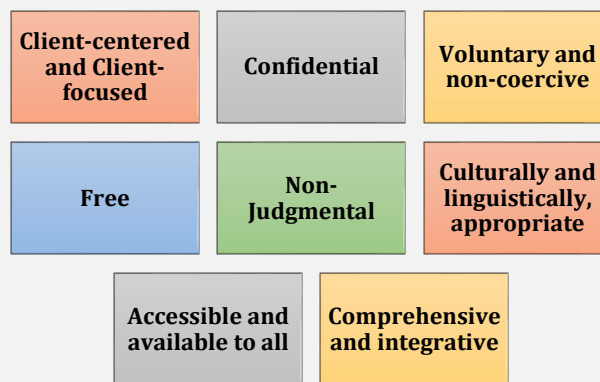 Client-centered
and Client-
focused
Confidential
Voluntary and
non-coercive
Free
Non-
Judgmental
Culturally and
linguistically,
appropriate
Accessible and
available to all
Comprehensive
and integrative